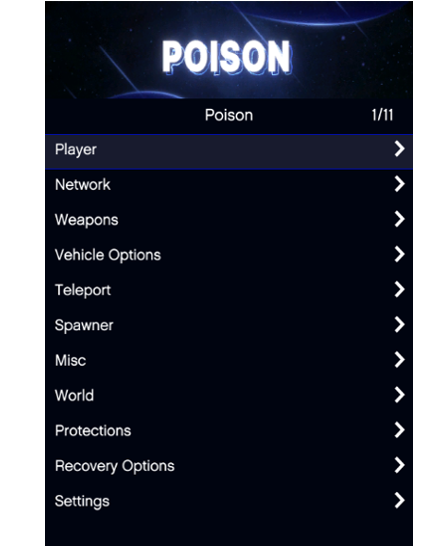 POISON
Poison 1/11
Player
Network
Weapons
Vehicle Options
Teleport
Spawner
Misc
World
Protections
Recovery Options
Settings